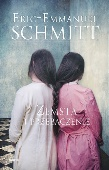 ERIC-EMMANUEL
SCHMITT
ZEMSTA
I PRZEBACZENIE